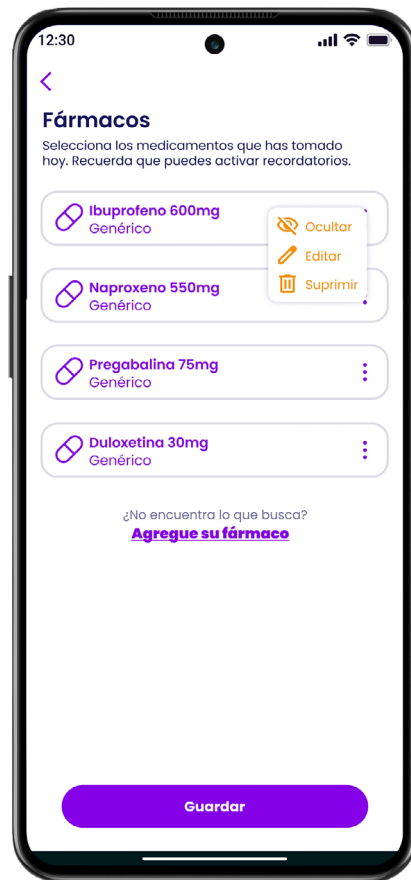 12:30
Fármacos
Selecciona los medicamentos que has tomado
hoy. Recuerda que puedes activar recordatorios.
Ibuprofeno 600mg
Genérico
Ocultar
Editar
Suprimir
Naproxeno 550mg
Genérico
Pregabalina 75mg
Genérico
Duloxetina 30mg
Genérico
¿No encuentra lo que busca?
Agregue su fármaco
Guardar